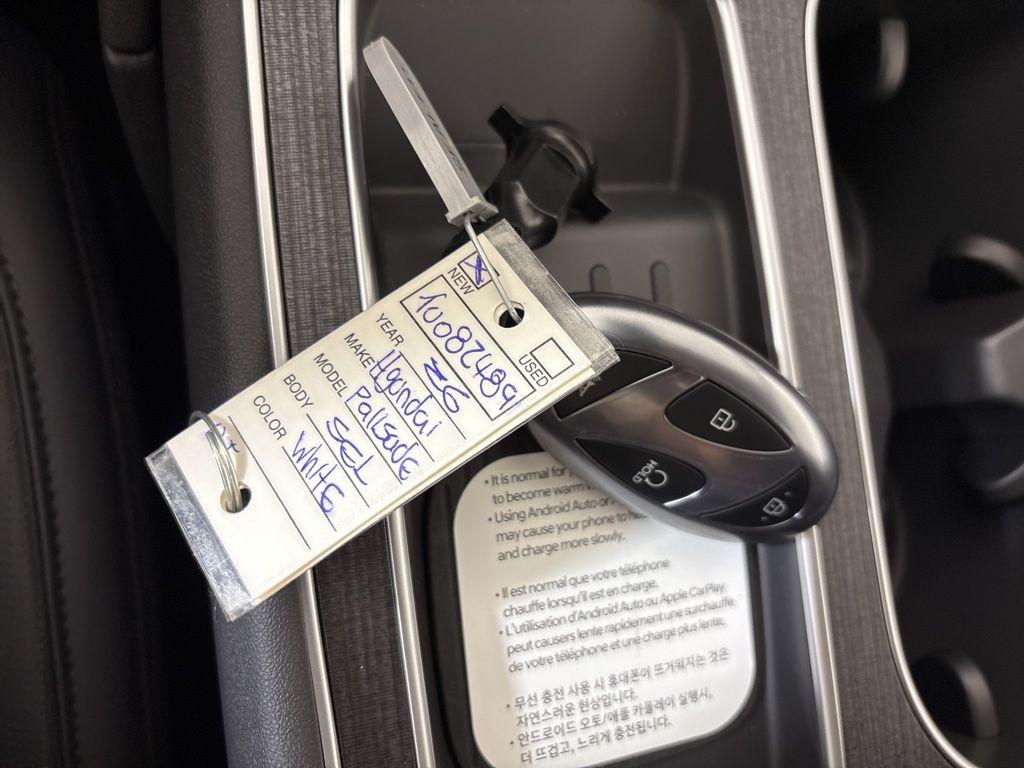 NEW USED
TU082489
YEAR 26
MAKE Hyundai
MODEL PalisadE
BODY SEL
COLOR WhitE
HOLD
• It is normal for
to become warm
• Using Android Auto or
may cause your phone to
and charge more slowly.
• Il est normal que votre téléphone
chauffe lorsqu'il est en charge.
• L'utilisation d'Android Auto ou Apple CarPlay
peut causers lente rapidement une surchauffe
de votre téléphone et une charge plus lente.
• 무선 충전 사용 시 휴대폰이 뜨거워지는 것은
자연스러운 현상입니다.
• 안드로이드 오토/애플 카플레이 실행시,
더 뜨겁고, 느리게 충전됩니다.